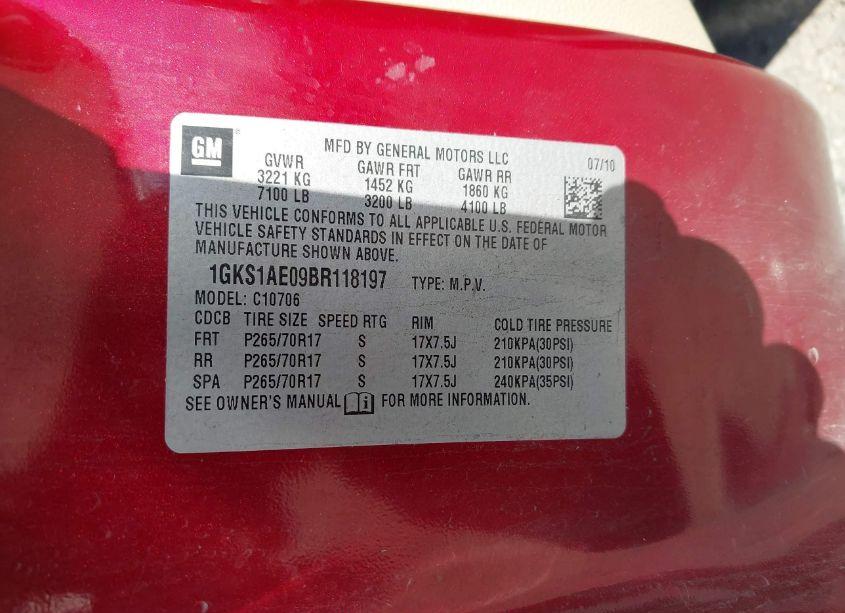 GM
MFD BY GENERAL MOTORS LLC 07/10
GVWR GAWR FRT GAWR RR
3221 KG 1452 KG 1860 KG
7100 LB 3200 LB 4100 LB
THIS VEHICLE CONFORMS TO ALL APPLICABLE U.S. FEDERAL MOTOR
VEHICLE SAFETY STANDARDS IN EFFECT ON THE DATE OF
MANUFACTURE SHOWN ABOVE.
1GKS1AE09BR118197 TYPE: M.P.V.
MODEL: C10706
CDCB TIRE SIZE SPEED RTG RIM COLD TIRE PRESSURE
FRT P265/70R17 S 17X7.5J 210KPA(30PSI)
RR P265/70R17 S 17X7.5J 210KPA(30PSI)
SPA P265/70R17 S 17X7.5J 240KPA(35PSI)
SEE OWNER'S MANUAL FOR MORE INFORMATION.